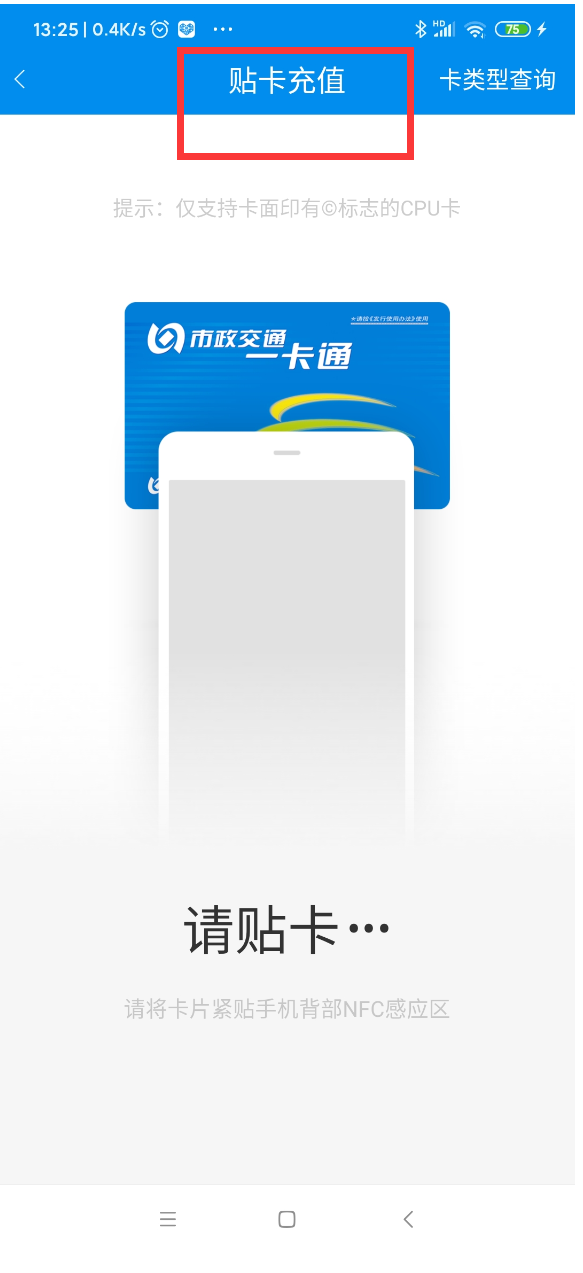 13:25 | 0.4K/s ...
HD
75
贴卡充值
卡类型查询
提示：仅支持卡面印有©标志的CPU卡
市政交通
一卡通
请贴卡···
请将卡片紧贴手机背部NFC感应区